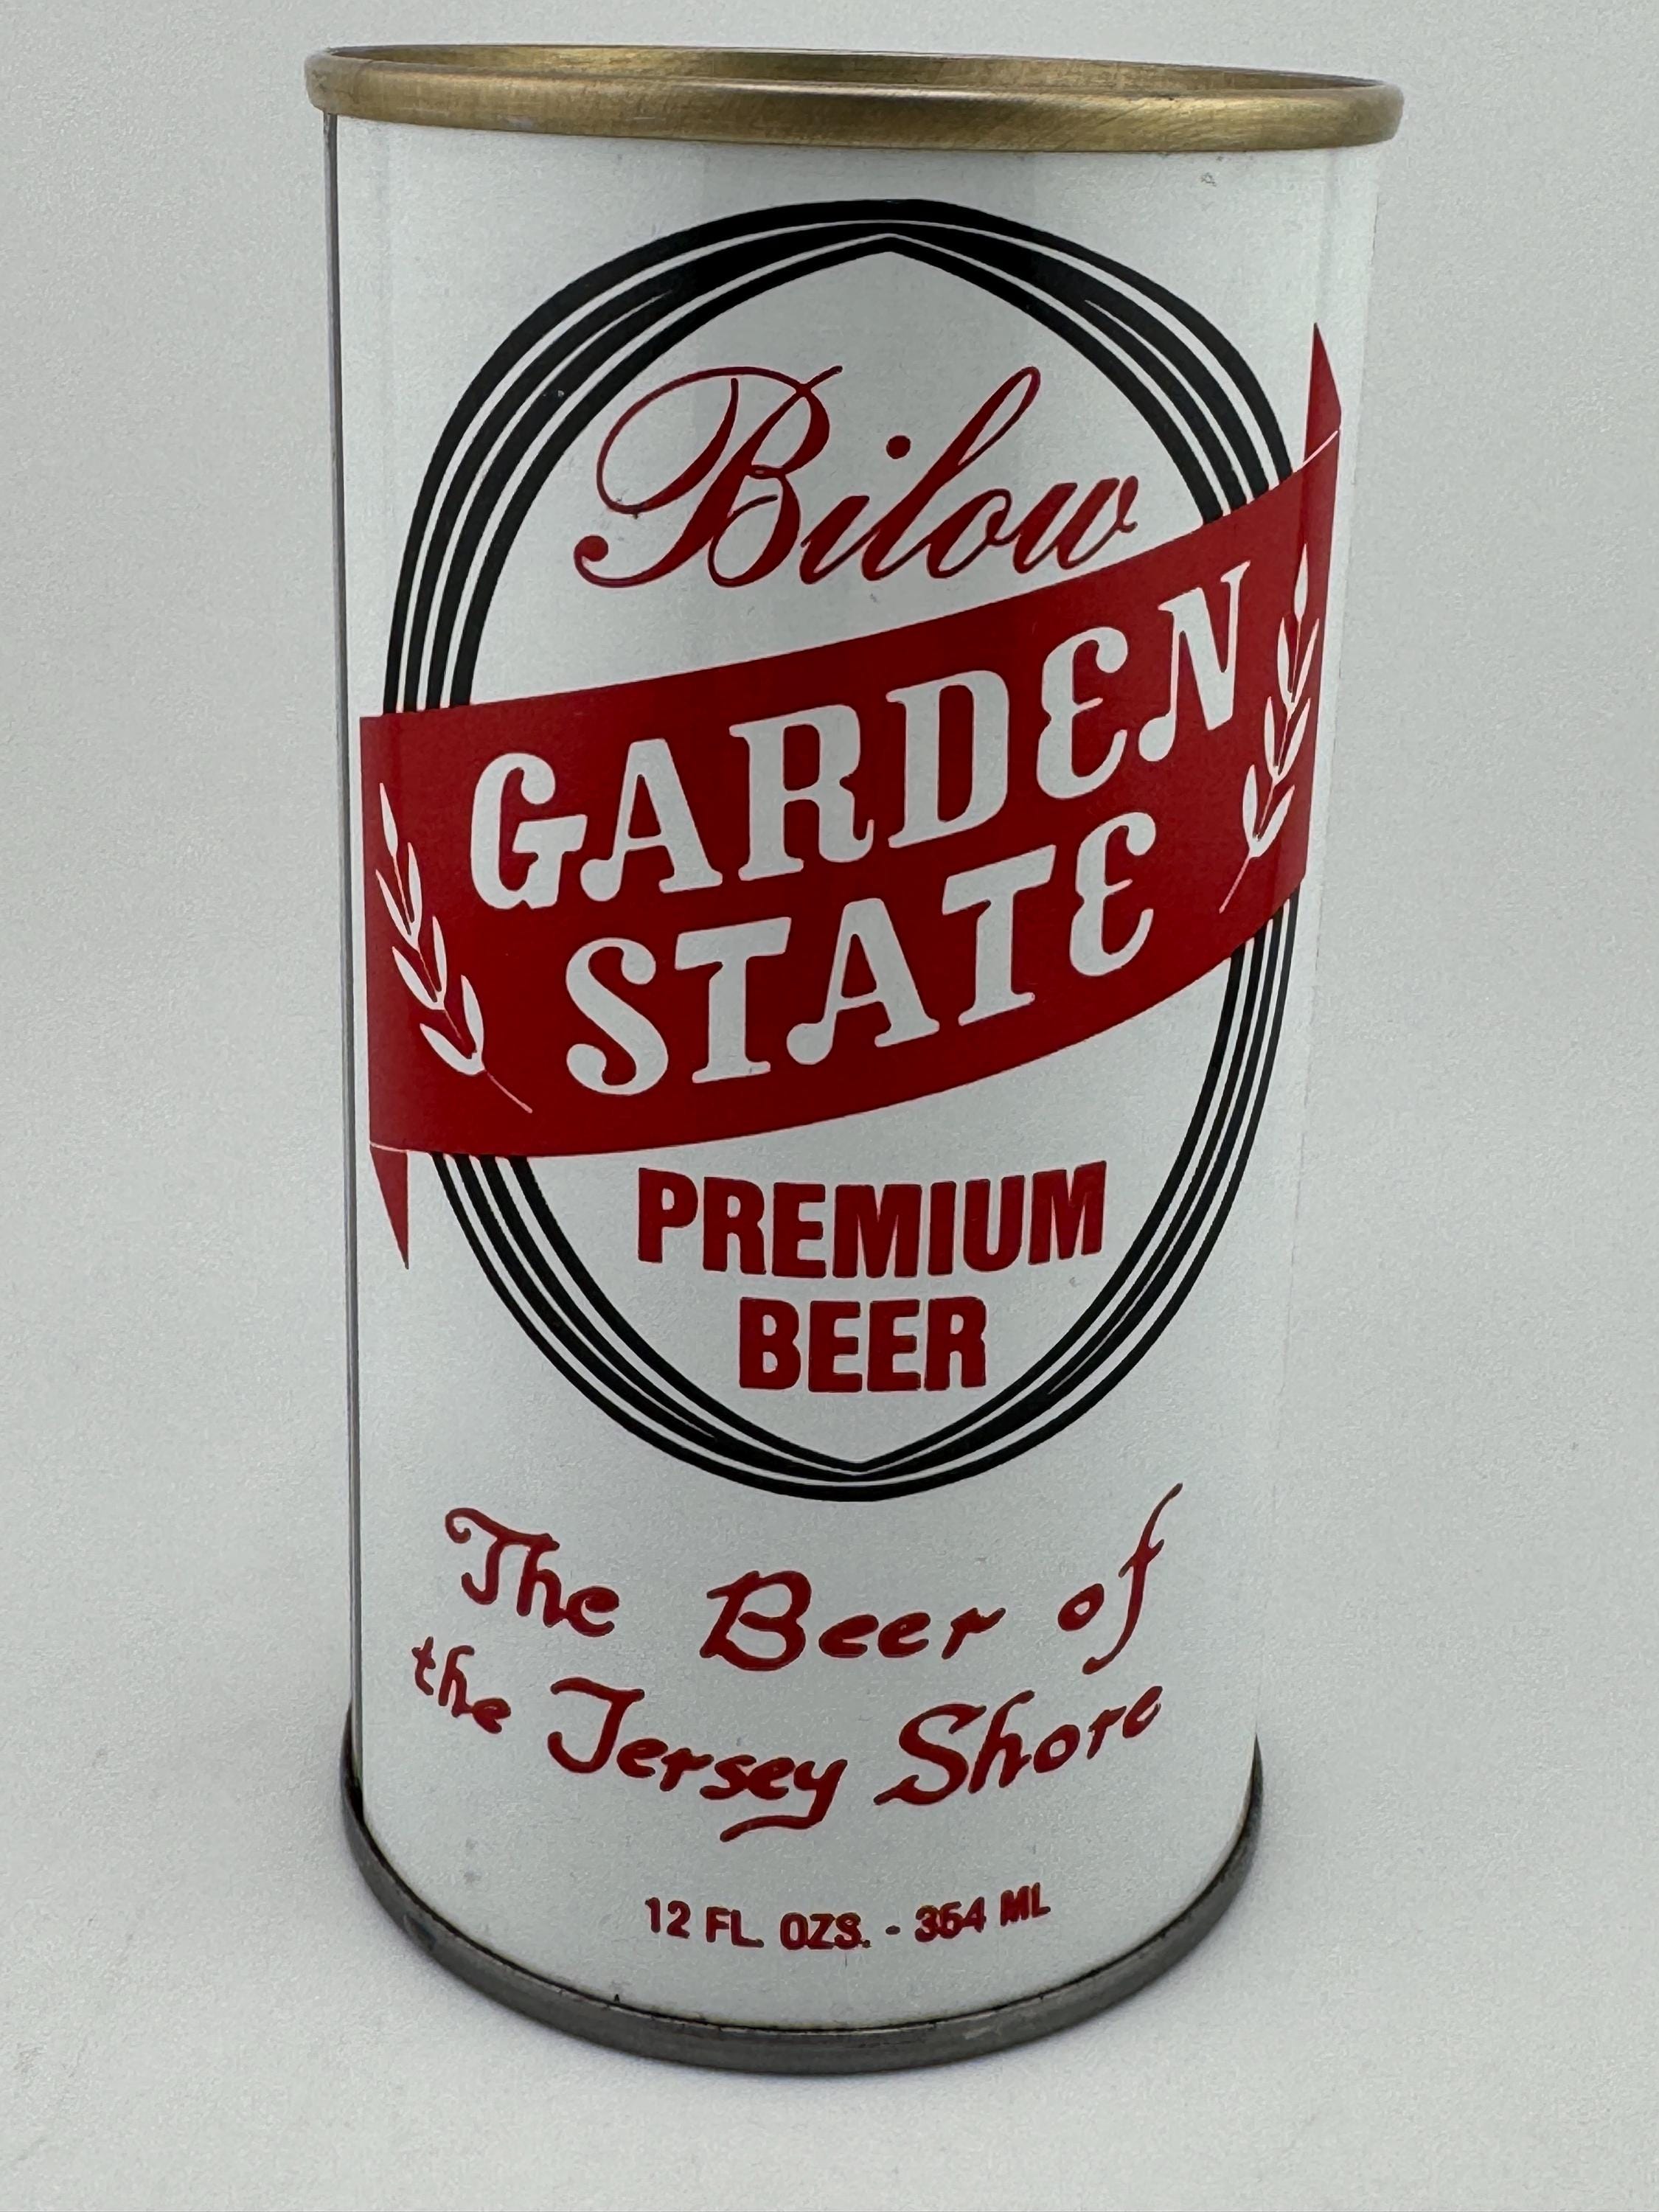 Bilow
GARDEN
STATE
PREMIUM
BEER
The Beer of
the Jersey Shore
12 FL. OZS. - 354 ML